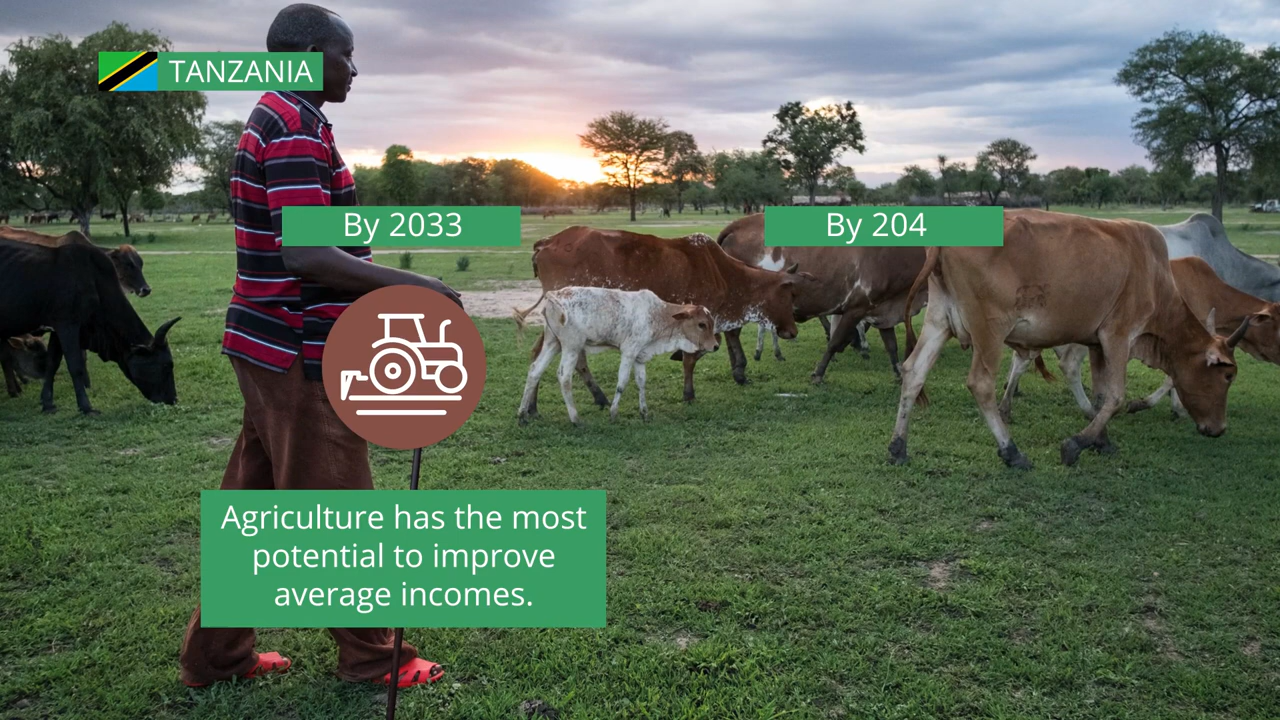 TANZANIA
By 2033
By 204
Agriculture has the most
potential to improve
average incomes.